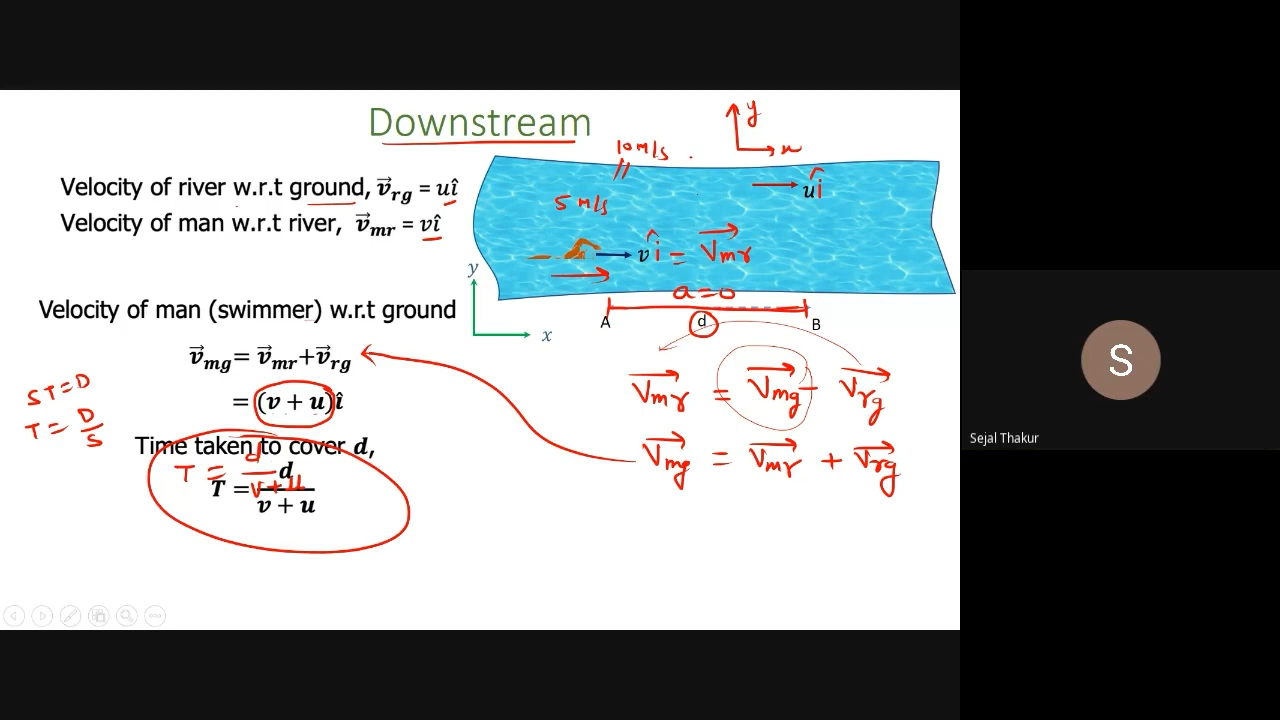 Downstream
Velocity of river w.r.t ground, v⃗rg = uî
Velocity of man w.r.t river, v⃗mr = vî
Velocity of man (swimmer) w.r.t ground
v⃗mg = v⃗mr+v⃗rg
= (v + u)î
ST=D
T = D/S
Time taken to cover d,
T = d/v+u
T = d/v + u
y
x
10 m/s
5 m/s
uî
vî = V⃗mr
a=0
y
x
A d B
V⃗mr = V⃗mg - V⃗rg
V⃗mg = V⃗mr + V⃗rg
S
Sejal Thakur